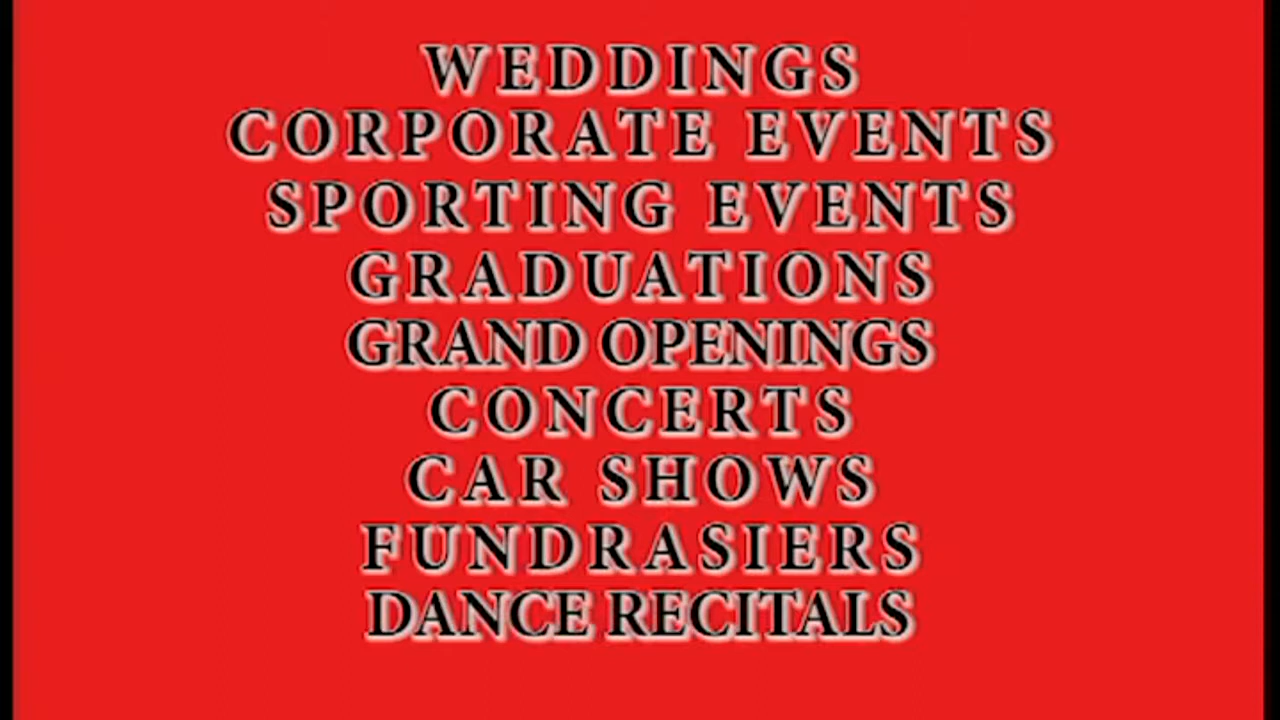 WEDDINGS
CORPORATE EVENTS
SPORTING EVENTS
GRADUATIONS
GRAND OPENINGS
CONCERTS
CAR SHOWS
FUNDRASIERS
DANCE RECITALS